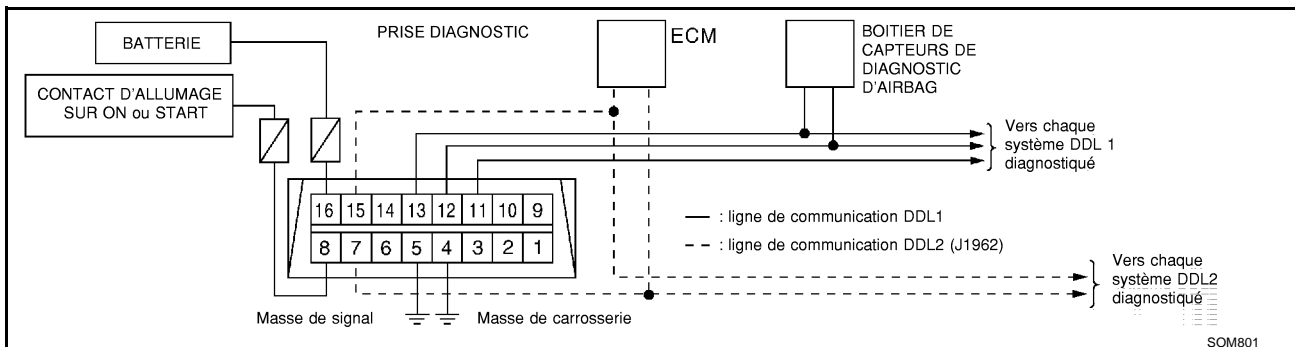 BATTERIE
PRISE DIAGNOSTIC
ECM
BOITIER DE
CAPTEURS DE
DIAGNOSTIC
D'AIRBAG
CONTACT D'ALLUMAGE
SUR ON ou START
Vers chaque
système DDL 1
diagnostiqué
16 15 14 13 12 11 10 9
8 7 6 5 4 3 2 1
: ligne de communication DDL1
: ligne de communication DDL2 (J1962)
Vers chaque
système DDL2
diagnostiqué
Masse de signal
Masse de carrosserie
SOM801